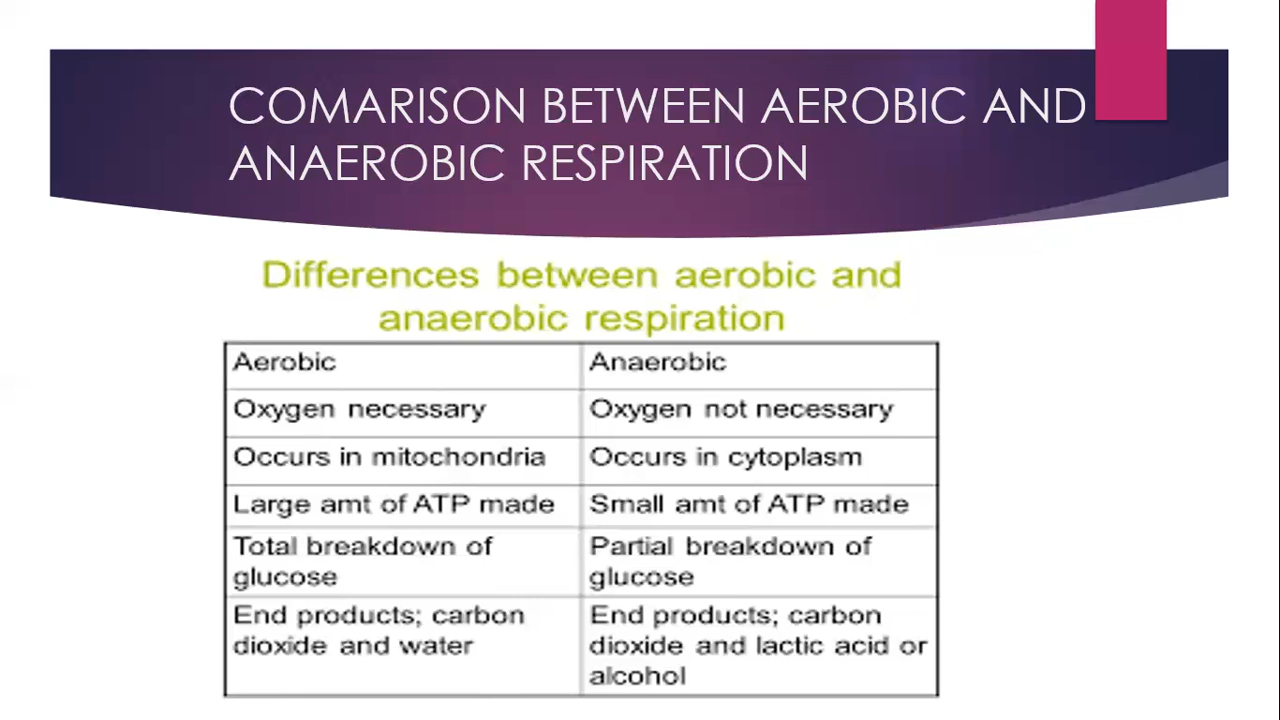 COMARISON BETWEEN AEROBIC AND
ANAEROBIC RESPIRATION
Differences between aerobic and
anaerobic respiration
Aerobic
Anaerobic
Oxygen necessary
Oxygen not necessary
Occurs in mitochondria
Occurs in cytoplasm
Large amt of ATP made
Small amt of ATP made
Total breakdown of
glucose
Partial breakdown of
glucose
End products; carbon
dioxide and water
End products; carbon
dioxide and lactic acid or
alcohol